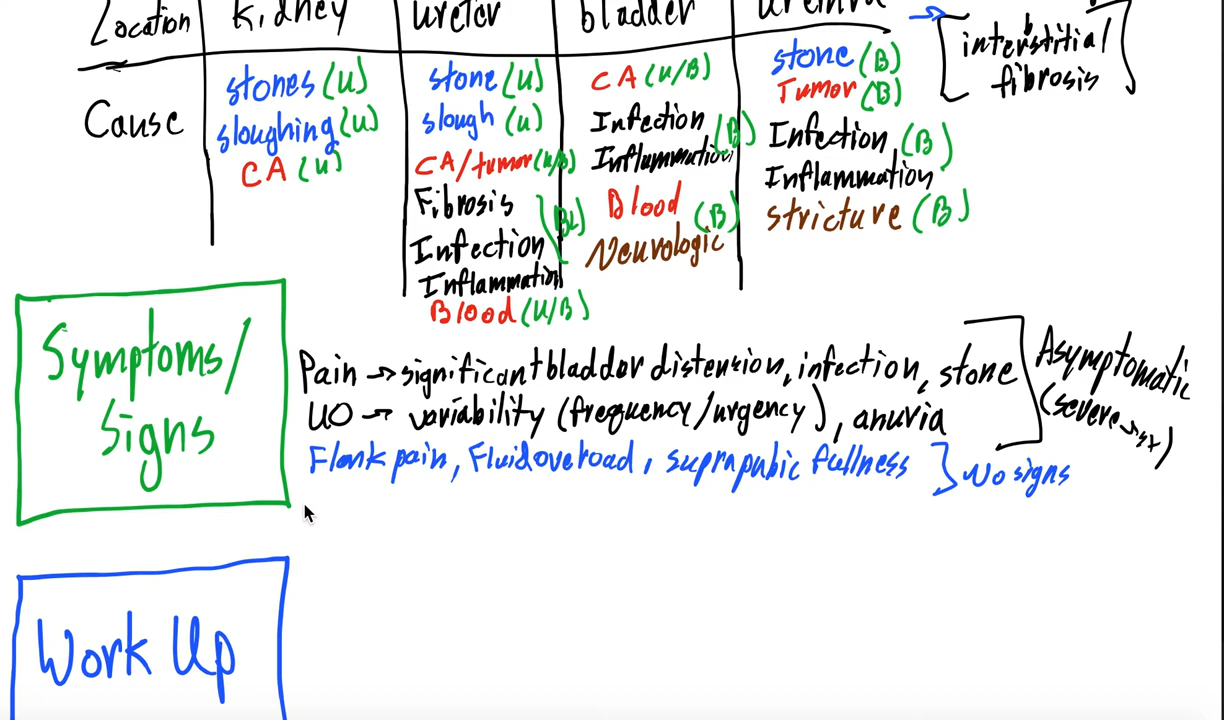 Location kidney ureter bladder urethra
interstitial
fibrosis
Cause
stones (u)
sloughing (u)
CA (u)
stone (u)
slough (u)
CA/tumor (u/B)
Fibrosis
Infection
Inflammation
Blood (u/B)
CA (u/B)
Infection
Inflammation
(B)
Blood
Neurologic
(B)
stone (B)
Tumor (B)
Infection
Inflammation
(B)
stricture (B)
Symptoms/
Signs
Pain → significant bladder distension, infection, stone
UO → variability (frequency/urgency), anuria
Asymptomatic
(severe →
Flank pain, Fluid overoad, suprapubic fullness
No signs
Work Up